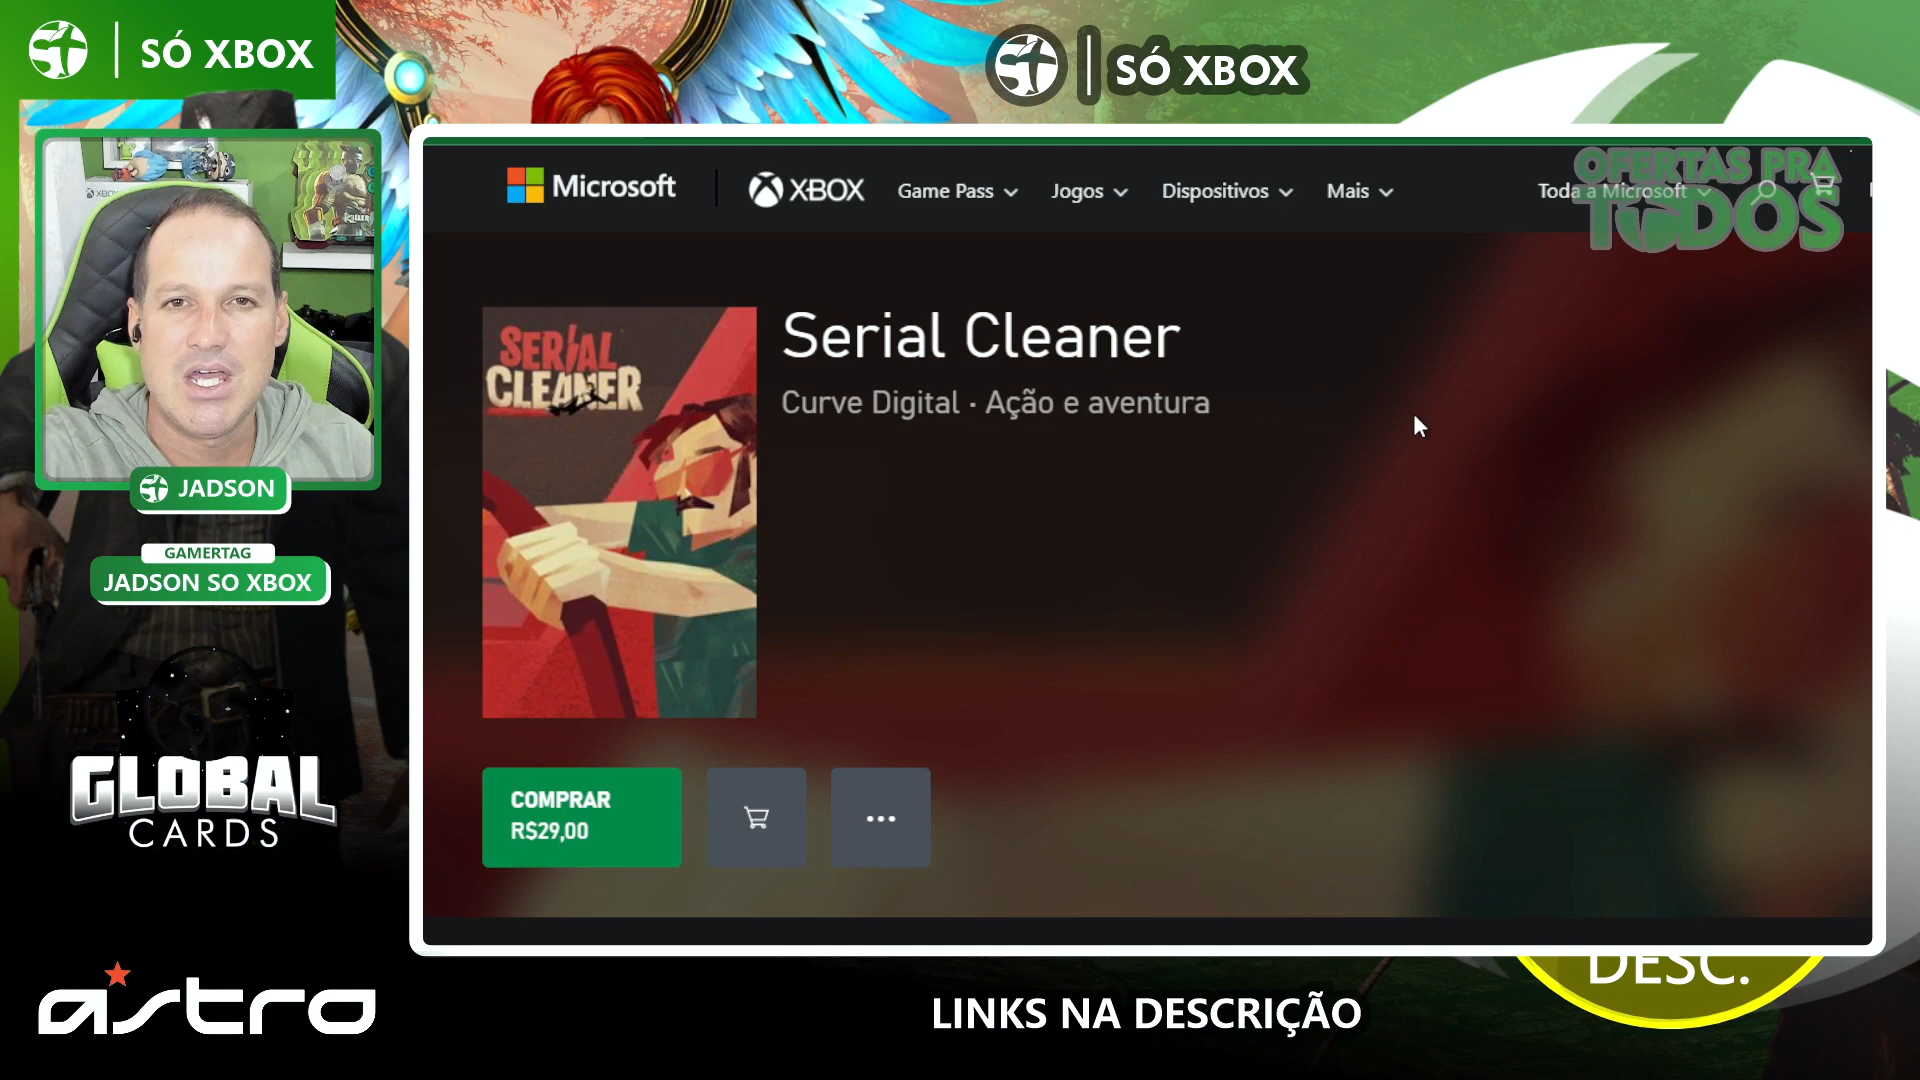 SÓ XBOX
SÓ XBOX
Microsoft
XBOX
Game Pass
Jogos
Dispositivos
Mais
Toda a Microsoft
OFERTAS PRA
TODOS
SERIAL
CLEANER
Serial Cleaner
Curve Digital · Ação e aventura
COMPRAR
R$29,00
XBOX
JADSON
GAMERTAG
JADSON SO XBOX
GLOBAL
CARDS
astro
DESC.
LINKS NA DESCRIÇÃO